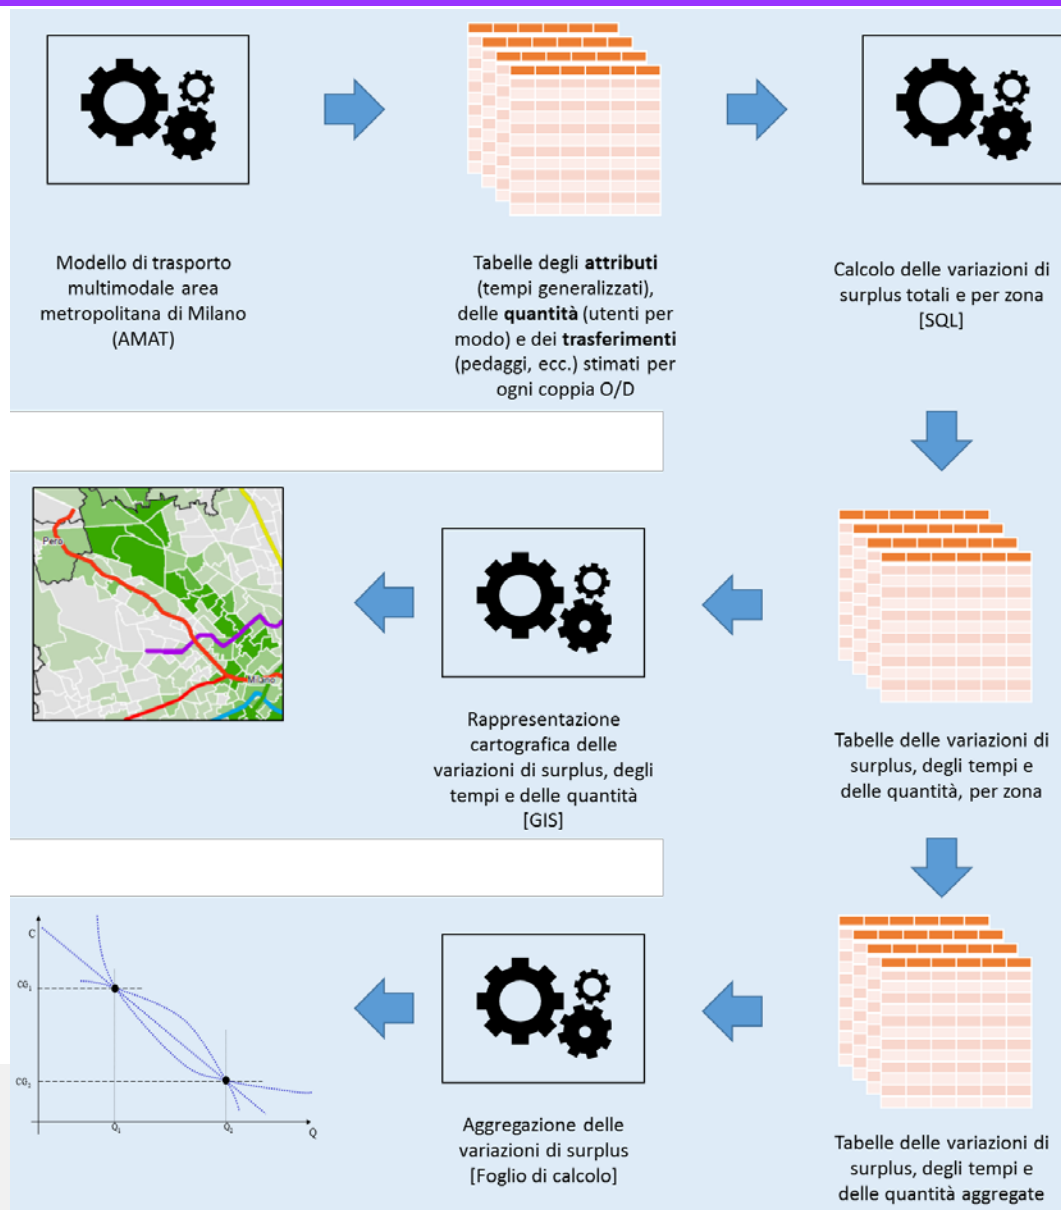 Modello di trasporto
multimodale area
metropolitana di Milano
(AMAT)
Tabelle degli attributi
(tempi generalizzati),
delle quantità (utenti per
modo) e dei trasferimenti
(pedaggi, ecc.) stimati per
ogni coppia O/D
Calcolo delle variazioni di
surplus totali e per zona
[SQL]
Pero
Milano
Rappresentazione
cartografica delle
variazioni di surplus, degli
tempi e delle quantità
[GIS]
Tabelle delle variazioni di
surplus, degli tempi e
delle quantità, per zona
C
CG₁
CG₂
Q₁
Q₂
Q
Aggregazione delle
variazioni di surplus
[Foglio di calcolo]
Tabelle delle variazioni di
surplus, degli tempi e
delle quantità aggregate